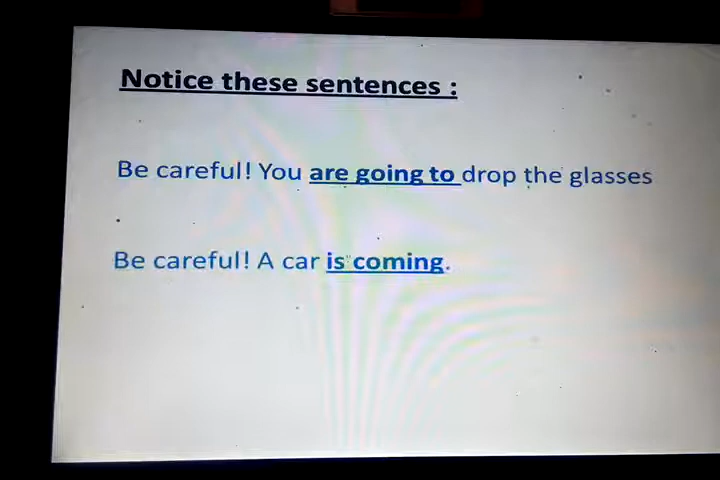 Notice these sentences :
Be careful! You are going to drop the glasses
Be careful! A car is coming.